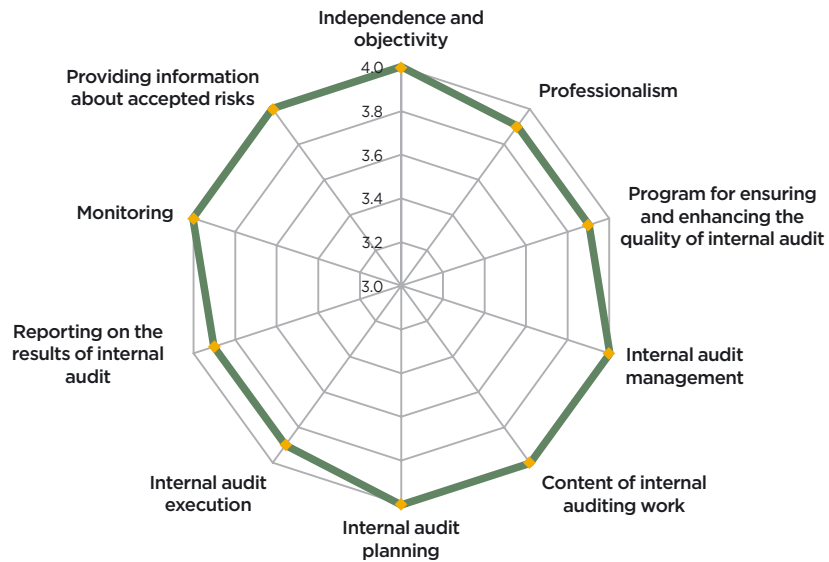 Independence and
objectivity
Professionalism
Program for ensuring
and enhancing the
quality of internal audit
Internal audit
management
Content of internal
auditing work
Internal audit
planning
Internal audit
execution
Reporting on the
results of internal
audit
Monitoring
Providing information
about accepted risks
4.0
3.8
3.6
3.4
3.2
3.0